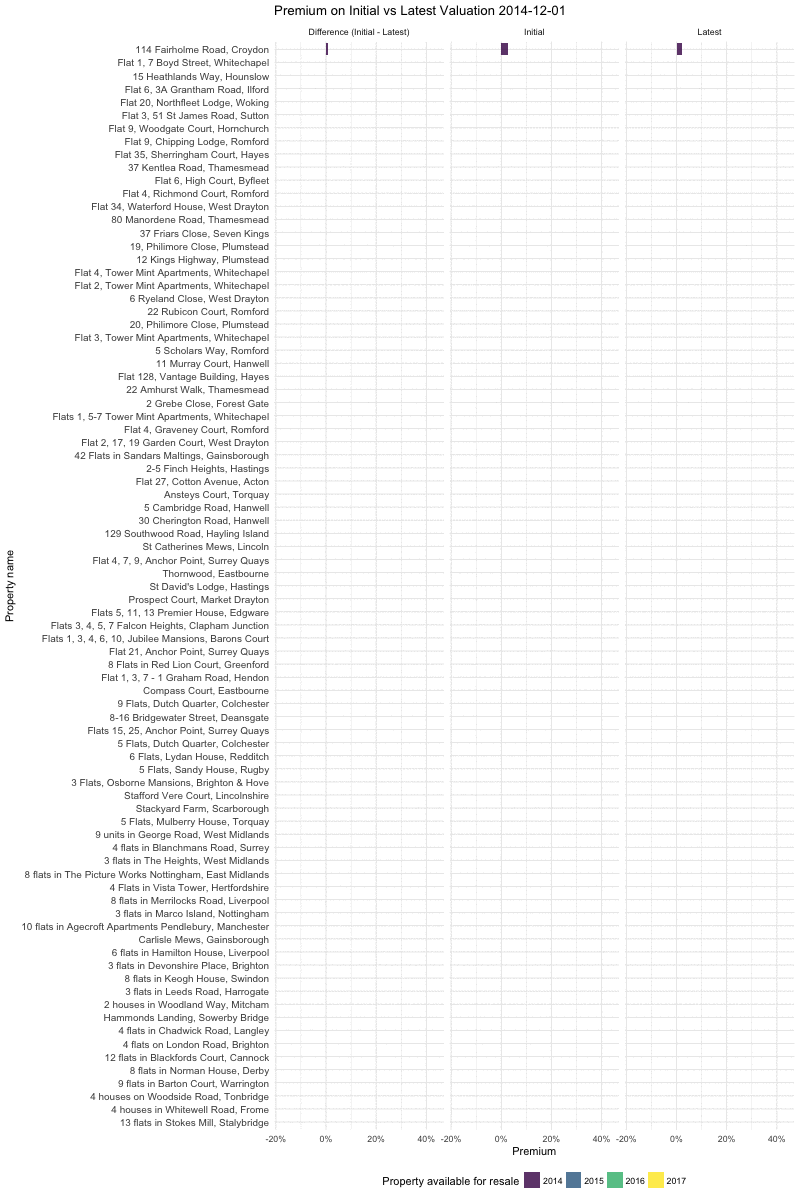 Premium on Initial vs Latest Valuation 2014-12-01
Difference (Initial - Latest) Initial Latest
114 Fairholme Road, Croydon
Flat 1, 7 Boyd Street, Whitechapel
15 Heathlands Way, Hounslow
Flat 6, 3A Grantham Road, Ilford
Flat 20, Northfleet Lodge, Woking
Flat 3, 51 St James Road, Sutton
Flat 9, Woodgate Court, Hornchurch
Flat 9, Chipping Lodge, Romford
Flat 35, Sherringham Court, Hayes
37 Kentlea Road, Thamesmead
Flat 6, High Court, Byfleet
Flat 4, Richmond Court, Romford
Flat 34, Waterford House, West Drayton
80 Manordene Road, Thamesmead
37 Friars Close, Seven Kings
19, Philimore Close, Plumstead
12 Kings Highway, Plumstead
Flat 4, Tower Mint Apartments, Whitechapel
Flat 2, Tower Mint Apartments, Whitechapel
6 Ryeland Close, West Drayton
22 Rubicon Court, Romford
20, Philimore Close, Plumstead
Flat 3, Tower Mint Apartments, Whitechapel
5 Scholars Way, Romford
11 Murray Court, Hanwell
Flat 128, Vantage Building, Hayes
22 Amhurst Walk, Thamesmead
2 Grebe Close, Forest Gate
Flats 1, 5-7 Tower Mint Apartments, Whitechapel
Flat 4, Graveney Court, Romford
Flat 2, 17, 19 Garden Court, West Drayton
42 Flats in Sandars Maltings, Gainsborough
2-5 Finch Heights, Hastings
Flat 27, Cotton Avenue, Acton
Ansteys Court, Torquay
5 Cambridge Road, Hanwell
30 Cherington Road, Hanwell
129 Southwood Road, Hayling Island
St Catherines Mews, Lincoln
Flat 4, 7, 9, Anchor Point, Surrey Quays
Thornwood, Eastbourne
St David's Lodge, Hastings
Prospect Court, Market Drayton
Flats 5, 11, 13 Premier House, Edgware
Flats 3, 4, 5, 7 Falcon Heights, Clapham Junction
Flats 1, 3, 4, 6, 10, Jubilee Mansions, Barons Court
Flat 21, Anchor Point, Surrey Quays
8 Flats in Red Lion Court, Greenford
Flat 1, 3, 7 - 1 Graham Road, Hendon
Compass Court, Eastbourne
9 Flats, Dutch Quarter, Colchester
8-16 Bridgewater Street, Deansgate
Flats 15, 25, Anchor Point, Surrey Quays
5 Flats, Dutch Quarter, Colchester
6 Flats, Lydan House, Redditch
5 Flats, Sandy House, Rugby
3 Flats, Osborne Mansions, Brighton & Hove
Stafford Vere Court, Lincolnshire
Stackyard Farm, Scarborough
5 Flats, Mulberry House, Torquay
9 units in George Road, West Midlands
4 flats in Blanchmans Road, Surrey
3 flats in The Heights, West Midlands
8 flats in The Picture Works Nottingham, East Midlands
4 Flats in Vista Tower, Hertfordshire
8 flats in Merrilocks Road, Liverpool
3 flats in Marco Island, Nottingham
10 flats in Agecroft Apartments Pendlebury, Manchester
Carlisle Mews, Gainsborough
6 flats in Hamilton House, Liverpool
3 flats in Devonshire Place, Brighton
8 flats in Keogh House, Swindon
3 flats in Leeds Road, Harrogate
2 houses in Woodland Way, Mitcham
Hammonds Landing, Sowerby Bridge
4 flats in Chadwick Road, Langley
4 flats on London Road, Brighton
12 flats in Blackfords Court, Cannock
8 flats in Norman House, Derby
9 flats in Barton Court, Warrington
4 houses on Woodside Road, Tonbridge
4 houses in Whitewell Road, Frome
13 flats in Stokes Mill, Stalybridge
Property name
-20% 0% 20% 40% -20% 0% 20% 40% -20% 0% 20% 40%
Premium
Property available for resale 2014 2015 2016 2017